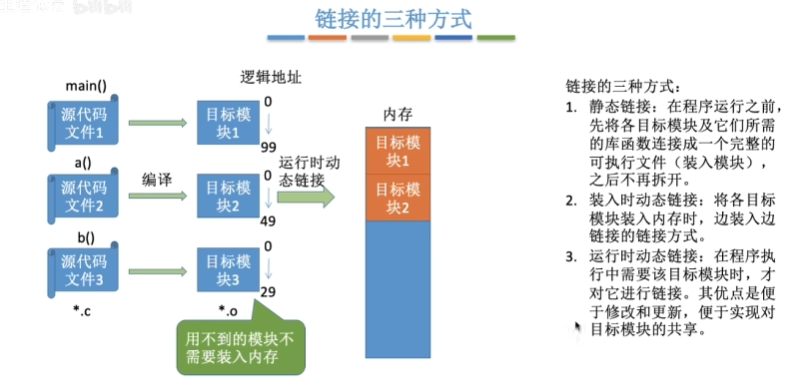 链接的三种方式
main()
源代码
文件1
a()
源代码
文件2
b()
源代码
文件3
*.c
编译
逻辑地址
目标模
块1
0
99
目标模
块2
0
49
目标模
块3
0
29
*.o
用不到的模块不
需要装入内存
运行时动
态链接
内存
目标模
块1
目标模
块2
链接的三种方式：
1. 静态链接：在程序运行之前，
先将各目标模块及它们所需
的库函数连接成一个完整的
可执行文件（装入模块），
之后不再拆开。
2. 装入时动态链接：将各目标
模块装入内存时，边装入边
链接的链接方式。
3. 运行时动态链接：在程序执
行中需要该目标模块时，才
对它进行链接。其优点是便
于修改和更新，便于实现对
目标模块的共享。